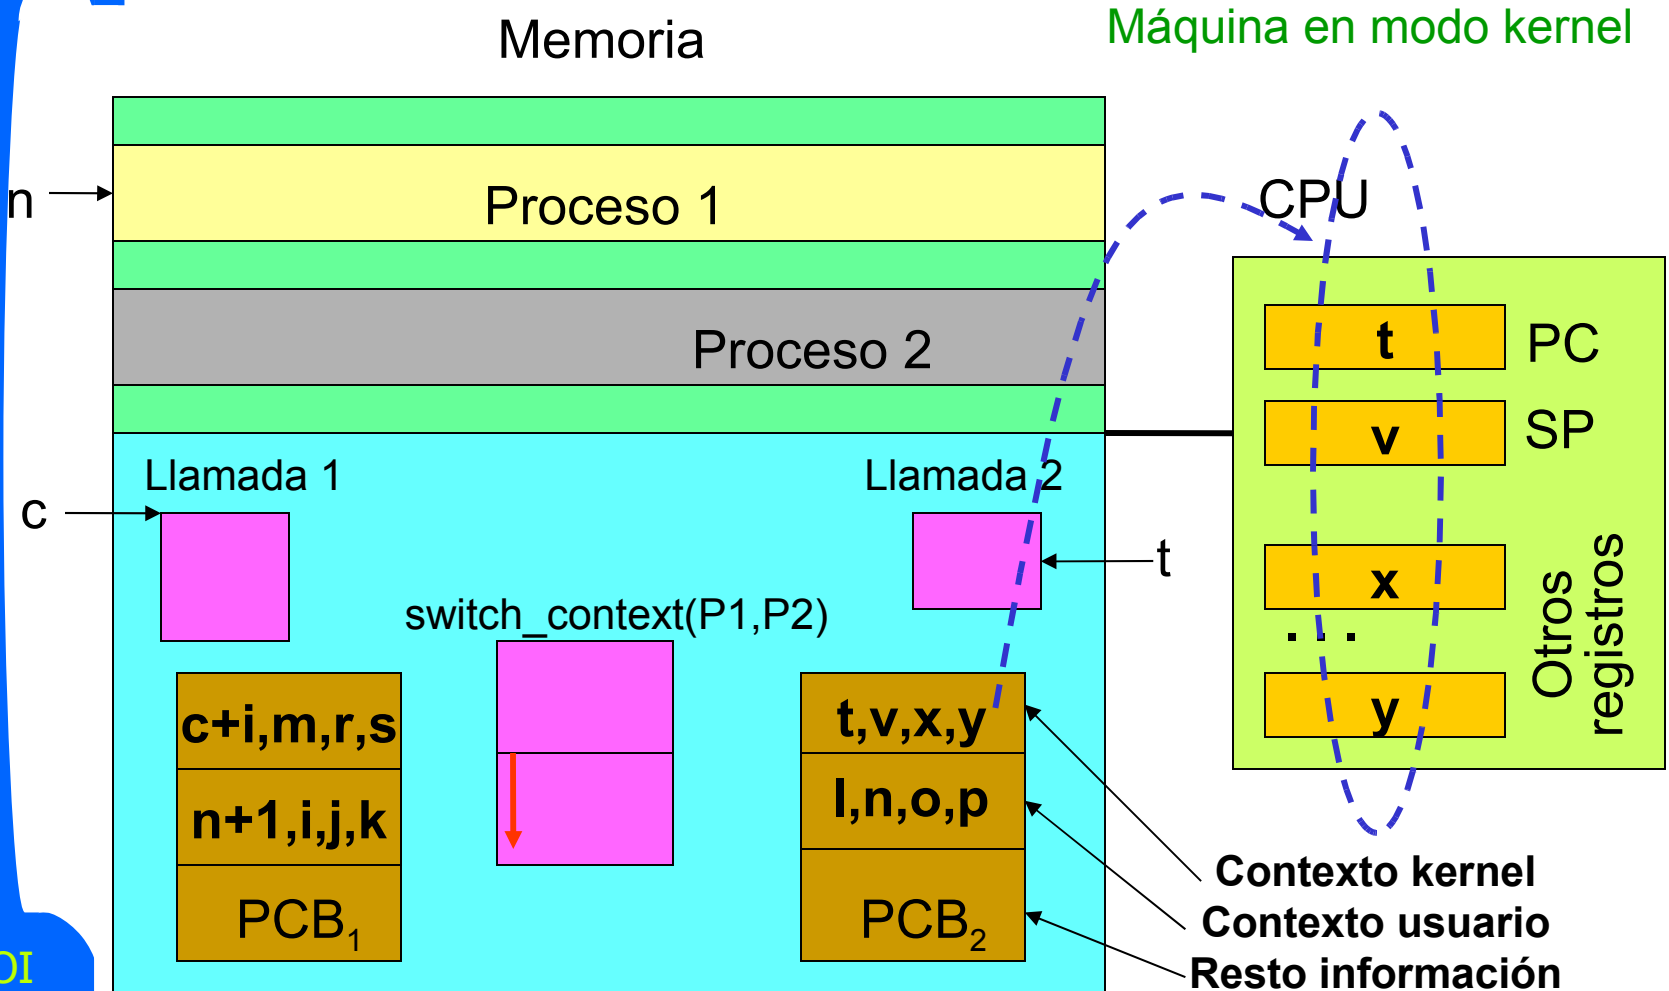 Memoria
Máquina en modo kernel
n
Proceso 1
CPU
Proceso 2
t
PC
v
SP
Llamada 1
Llamada 2
c
t
x
. . .
Otros
registros
switch_context(P1,P2)
c+i,m,r,s
t,v,x,y
y
n+1,i,j,k
l,n,o,p
PCB1
PCB2
Contexto kernel
Contexto usuario
Resto información